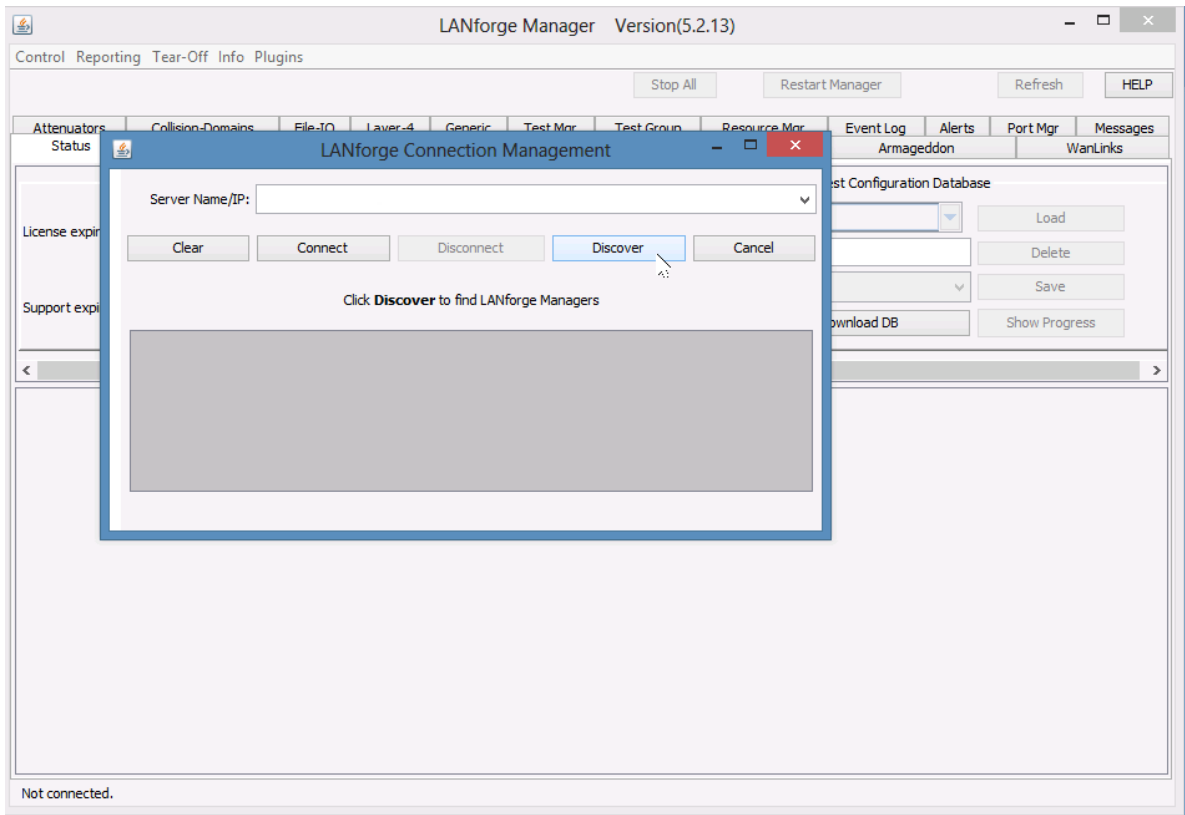 LANforge Manager Version(5.2.13)
Control Reporting Tear-Off Info Plugins
Stop All Restart Manager Refresh HELP
Attenuators Collision-Domains File-IO Layer-4 Generic Test Mgr Test Group Resource Mgr Event Log Alerts Port Mgr Messages
Status Armageddon WanLinks
LANforge Connection Management
Server Name/IP:
Clear Connect Disconnect Discover Cancel
Click Discover to find LANforge Managers
License expir
Support expi
est Configuration Database
Load
Delete
Save
ownload DB Show Progress
Not connected.